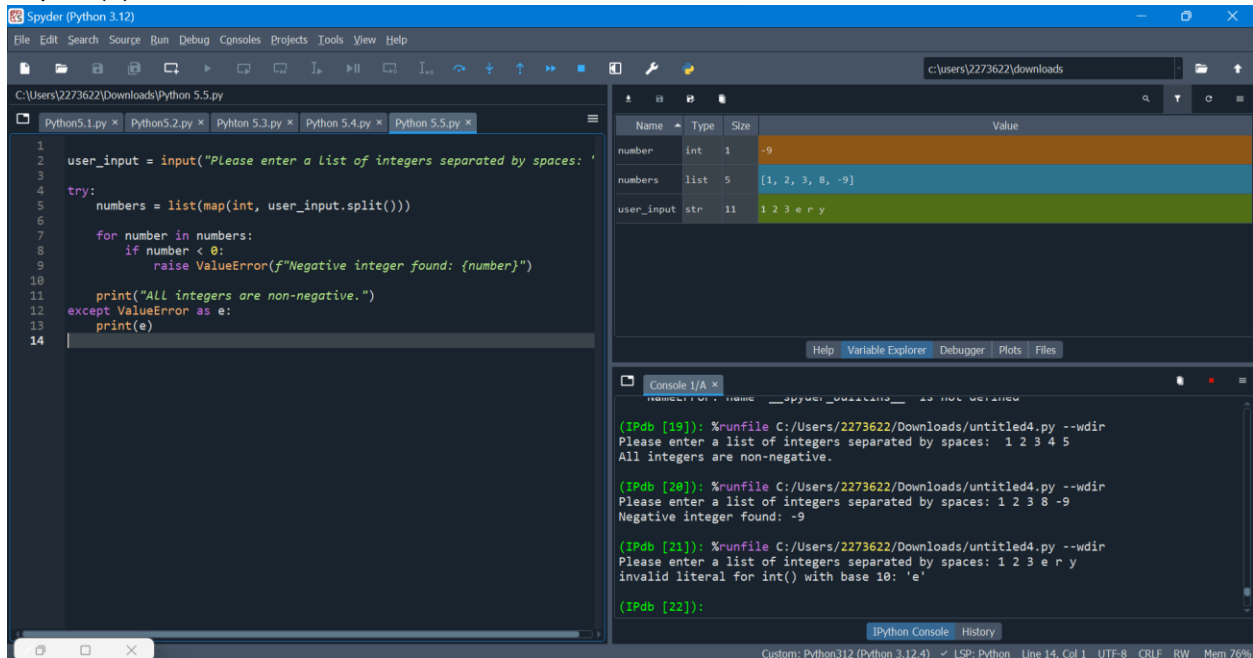 Spyder (Python 3.12)
File Edit Search Source Run Debug Consoles Projects Tools View Help
c:\users\2273622\downloads
C:\Users\2273622\Downloads\Python 5.5.py
Python5.1.py × Python5.2.py × Pyhton 5.3.py × Python 5.4.py × Python 5.5.py ×
1
2 user_input = input("Please enter a list of integers separated by spaces: "
3
4 try:
5 numbers = list(map(int, user_input.split()))
6
7 for number in numbers:
8 if number < 0:
9 raise ValueError(f"Negative integer found: {number}")
10
11 print("All integers are non-negative.")
12 except ValueError as e:
13 print(e)
14
Name Type Size Value
number int 1 -9
numbers list 5 [1, 2, 3, 8, -9]
user_input str 11 1 2 3 e r y
Help Variable Explorer Debugger Plots Files
Console 1/A ×
NameError: name '__spyder_builtins__' is not defined
(IPdb [19]): %runfile C:/Users/2273622/Downloads/untitled4.py --wdir
Please enter a list of integers separated by spaces: 1 2 3 4 5
All integers are non-negative.
(IPdb [20]): %runfile C:/Users/2273622/Downloads/untitled4.py --wdir
Please enter a list of integers separated by spaces: 1 2 3 8 -9
Negative integer found: -9
(IPdb [21]): %runfile C:/Users/2273622/Downloads/untitled4.py --wdir
Please enter a list of integers separated by spaces: 1 2 3 e r y
invalid literal for int() with base 10: 'e'
(IPdb [22]):
IPython Console History
Custom: Python312 (Python 3.12.4) ✓ LSP: Python Line 14, Col 1 UTF-8 CRLF RW Mem 76%